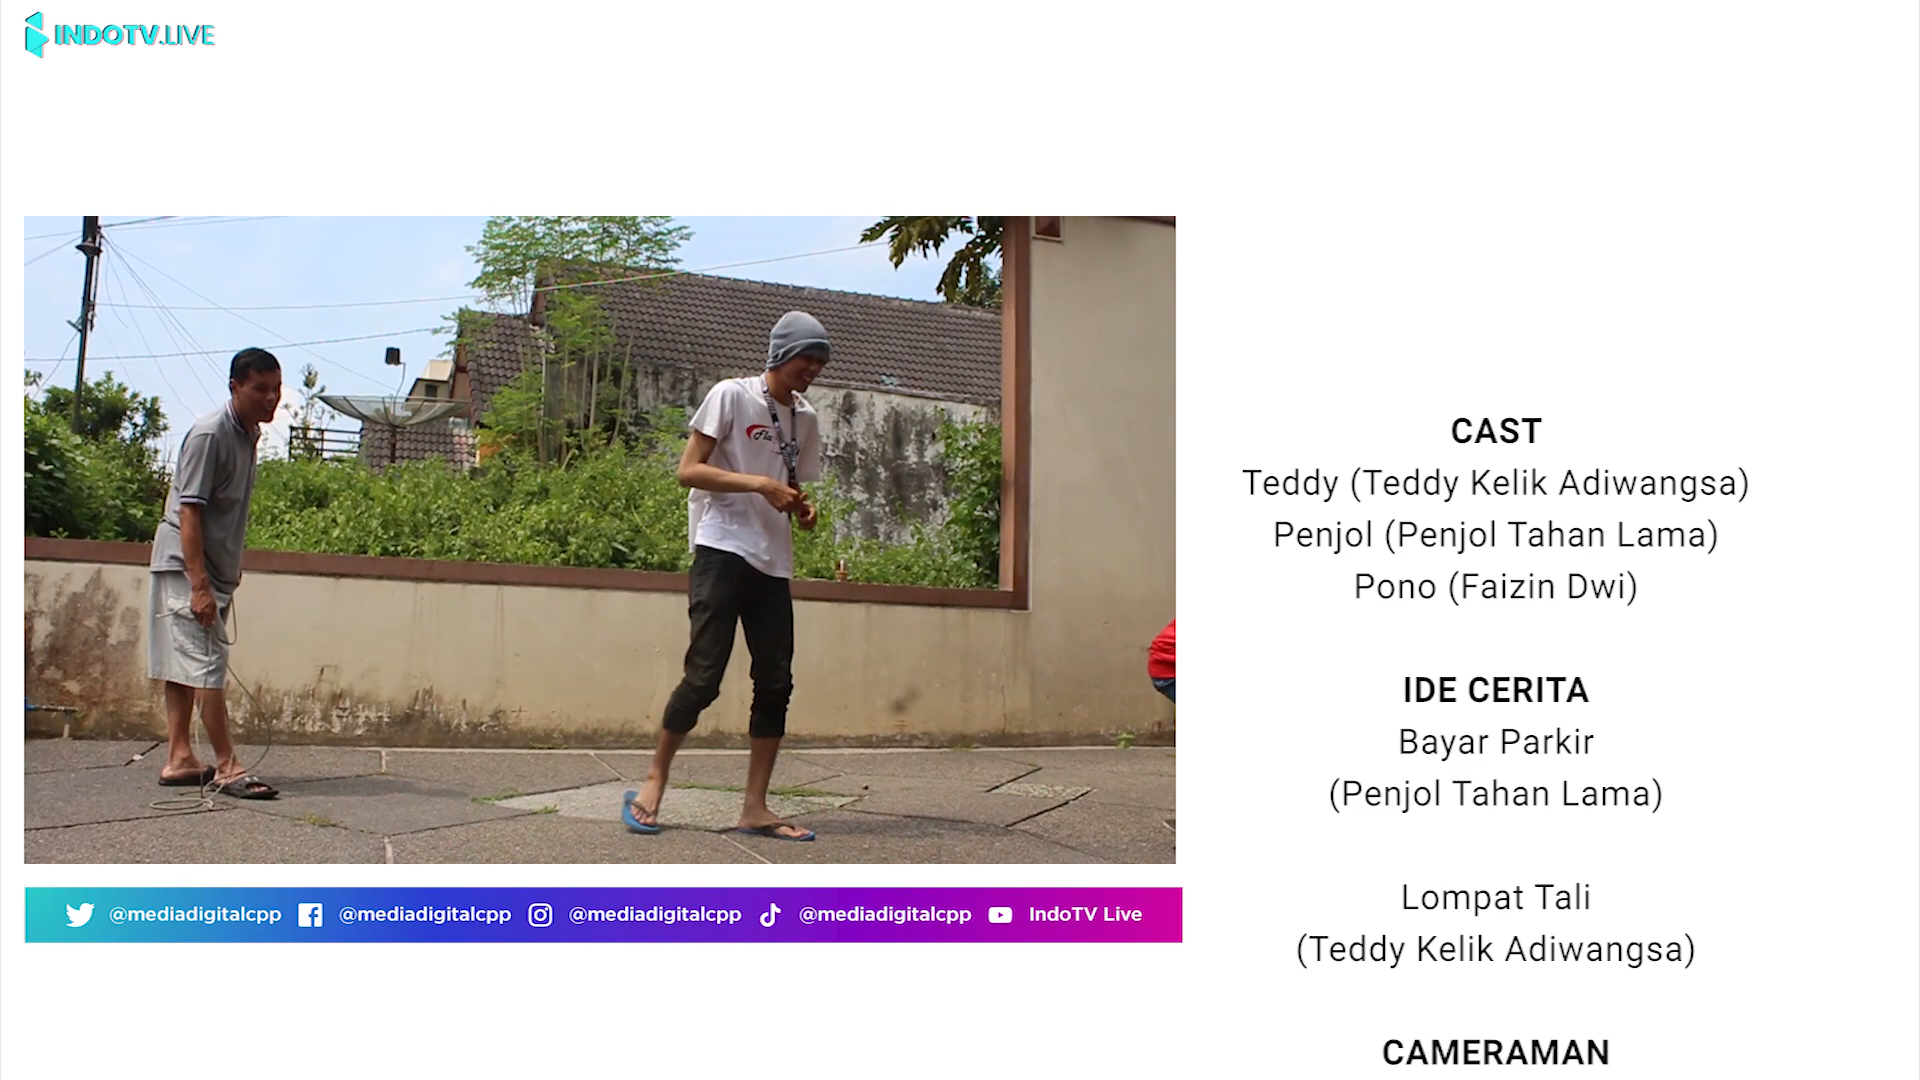 INDOTV.LIVE
CAST
Teddy (Teddy Kelik Adiwangsa)
Penjol (Penjol Tahan Lama)
Pono (Faizin Dwi)
IDE CERITA
Bayar Parkir
(Penjol Tahan Lama)
Lompat Tali
(Teddy Kelik Adiwangsa)
CAMERAMAN
@mediadigitalcpp @mediadigitalcpp @mediadigitalcpp @mediadigitalcpp IndoTV Live